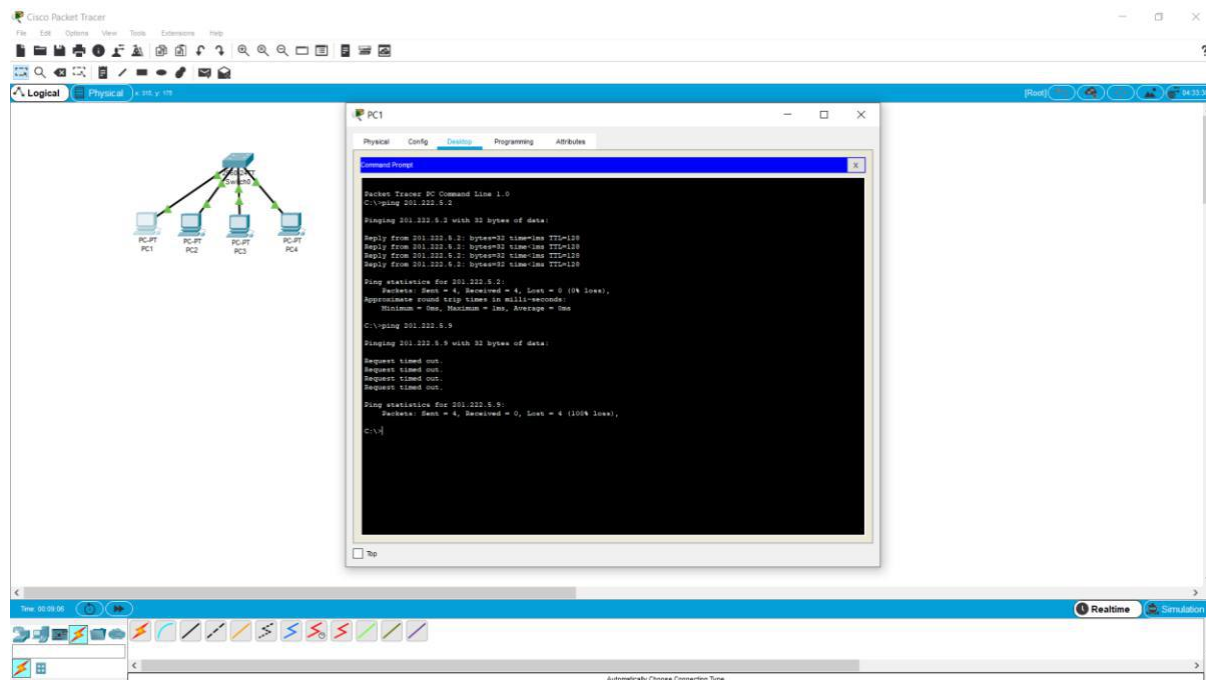 Cisco Packet Tracer
File Edit Options View Tools Extensions Help
?
Logical
Physical
[Root]
PC1
Physical Config Desktop Programming Attributes
Command Prompt
X
Packet Tracer PC Command Line 1.0
C:\>ping 201.222.5.2
Pinging 201.222.5.2 with 32 bytes of data:
Reply from 201.222.5.2: bytes=32 time=1ms TTL=128
Reply from 201.222.5.2: bytes=32 time<1ms TTL=128
Reply from 201.222.5.2: bytes=32 time<1ms TTL=128
Reply from 201.222.5.2: bytes=32 time<1ms TTL=128
Ping statistics for 201.222.5.2:
Packets: Sent = 4, Received = 4, Lost = 0 (0% loss),
Approximate round trip times in milli-seconds:
Minimum = 0ms, Maximum = 1ms, Average = 0ms
C:\>ping 201.222.5.9
Pinging 201.222.5.9 with 32 bytes of data:
Request timed out.
Request timed out.
Request timed out.
Request timed out.
Ping statistics for 201.222.5.9:
Packets: Sent = 4, Received = 0, Lost = 4 (100% loss),
C:\>
Top
Switch0
PC-PT PC-PT PC-PT PC-PT
PC1 PC2 PC3 PC4
Time: 00:09:06
Realtime
Simulation
Automatically Choose Connection Type